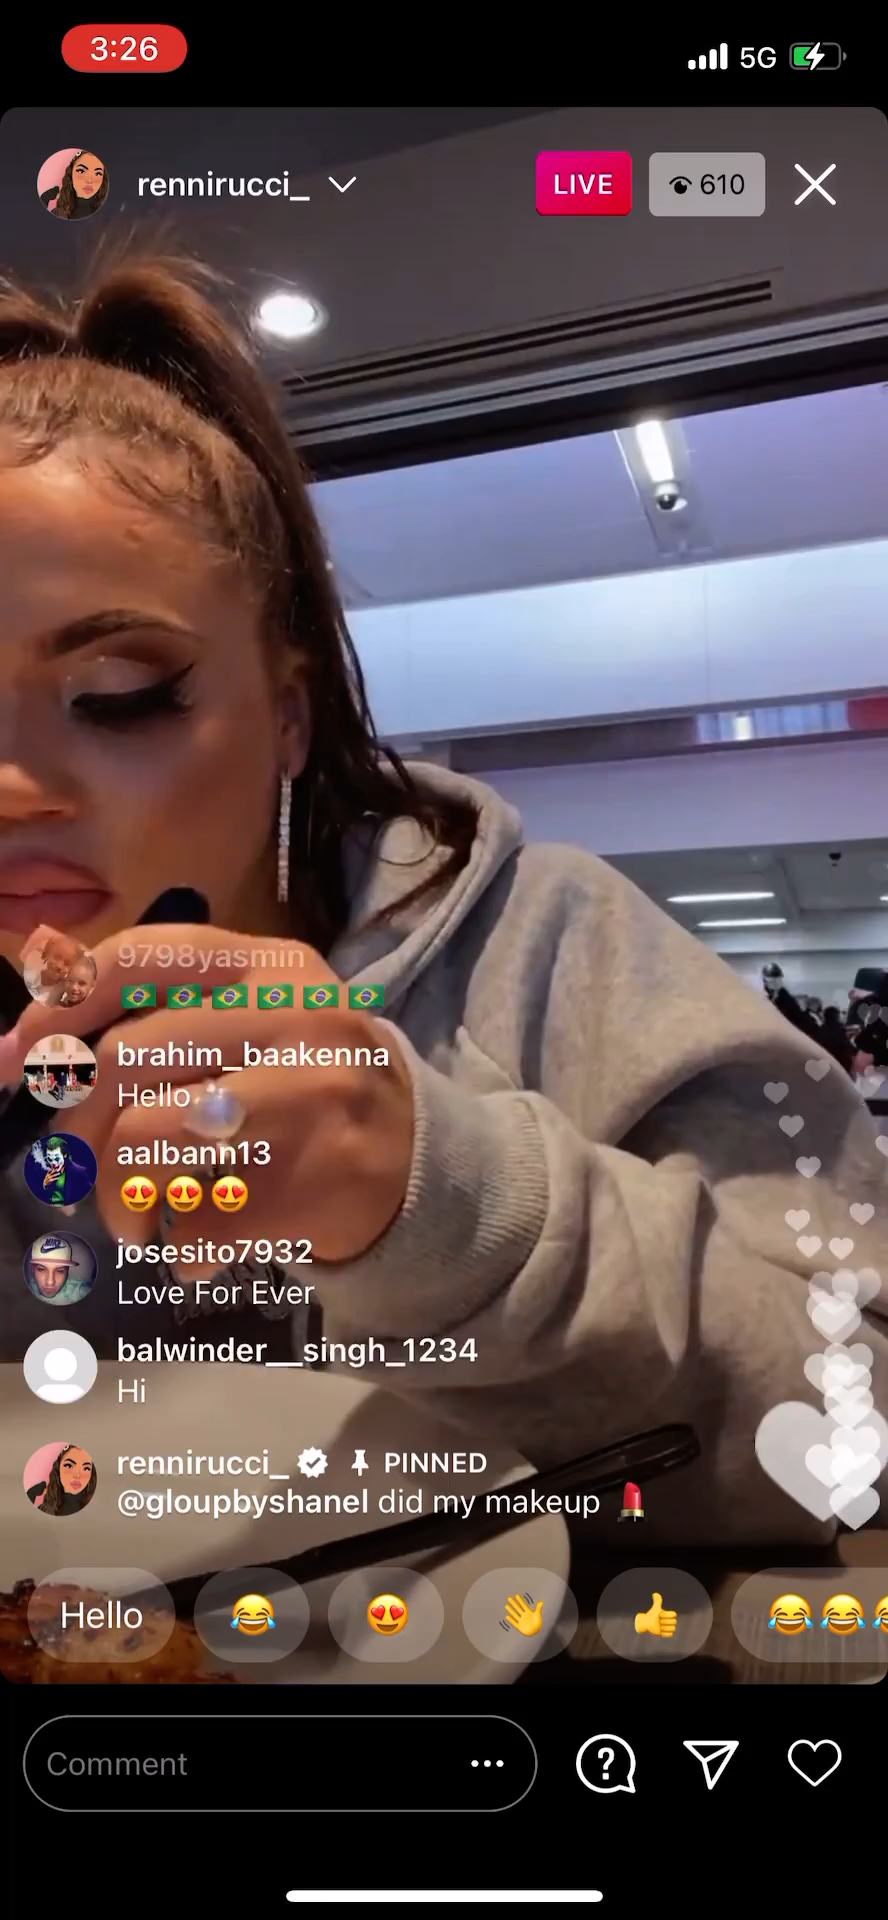 3:26
5G
rennirucci_
LIVE
610
9798yasmin
🇧🇷🇧🇷🇧🇷🇧🇷🇧🇷🇧🇷
brahim_baakenna
Hello
aalbann13
😍😍😍
josesito7932
Love For Ever
balwinder__singh_1234
Hi
rennirucci_ PINNED
@gloupbyshanel did my makeup 💄
Hello 😂 😍 👋 👍 😂😂😂
Comment